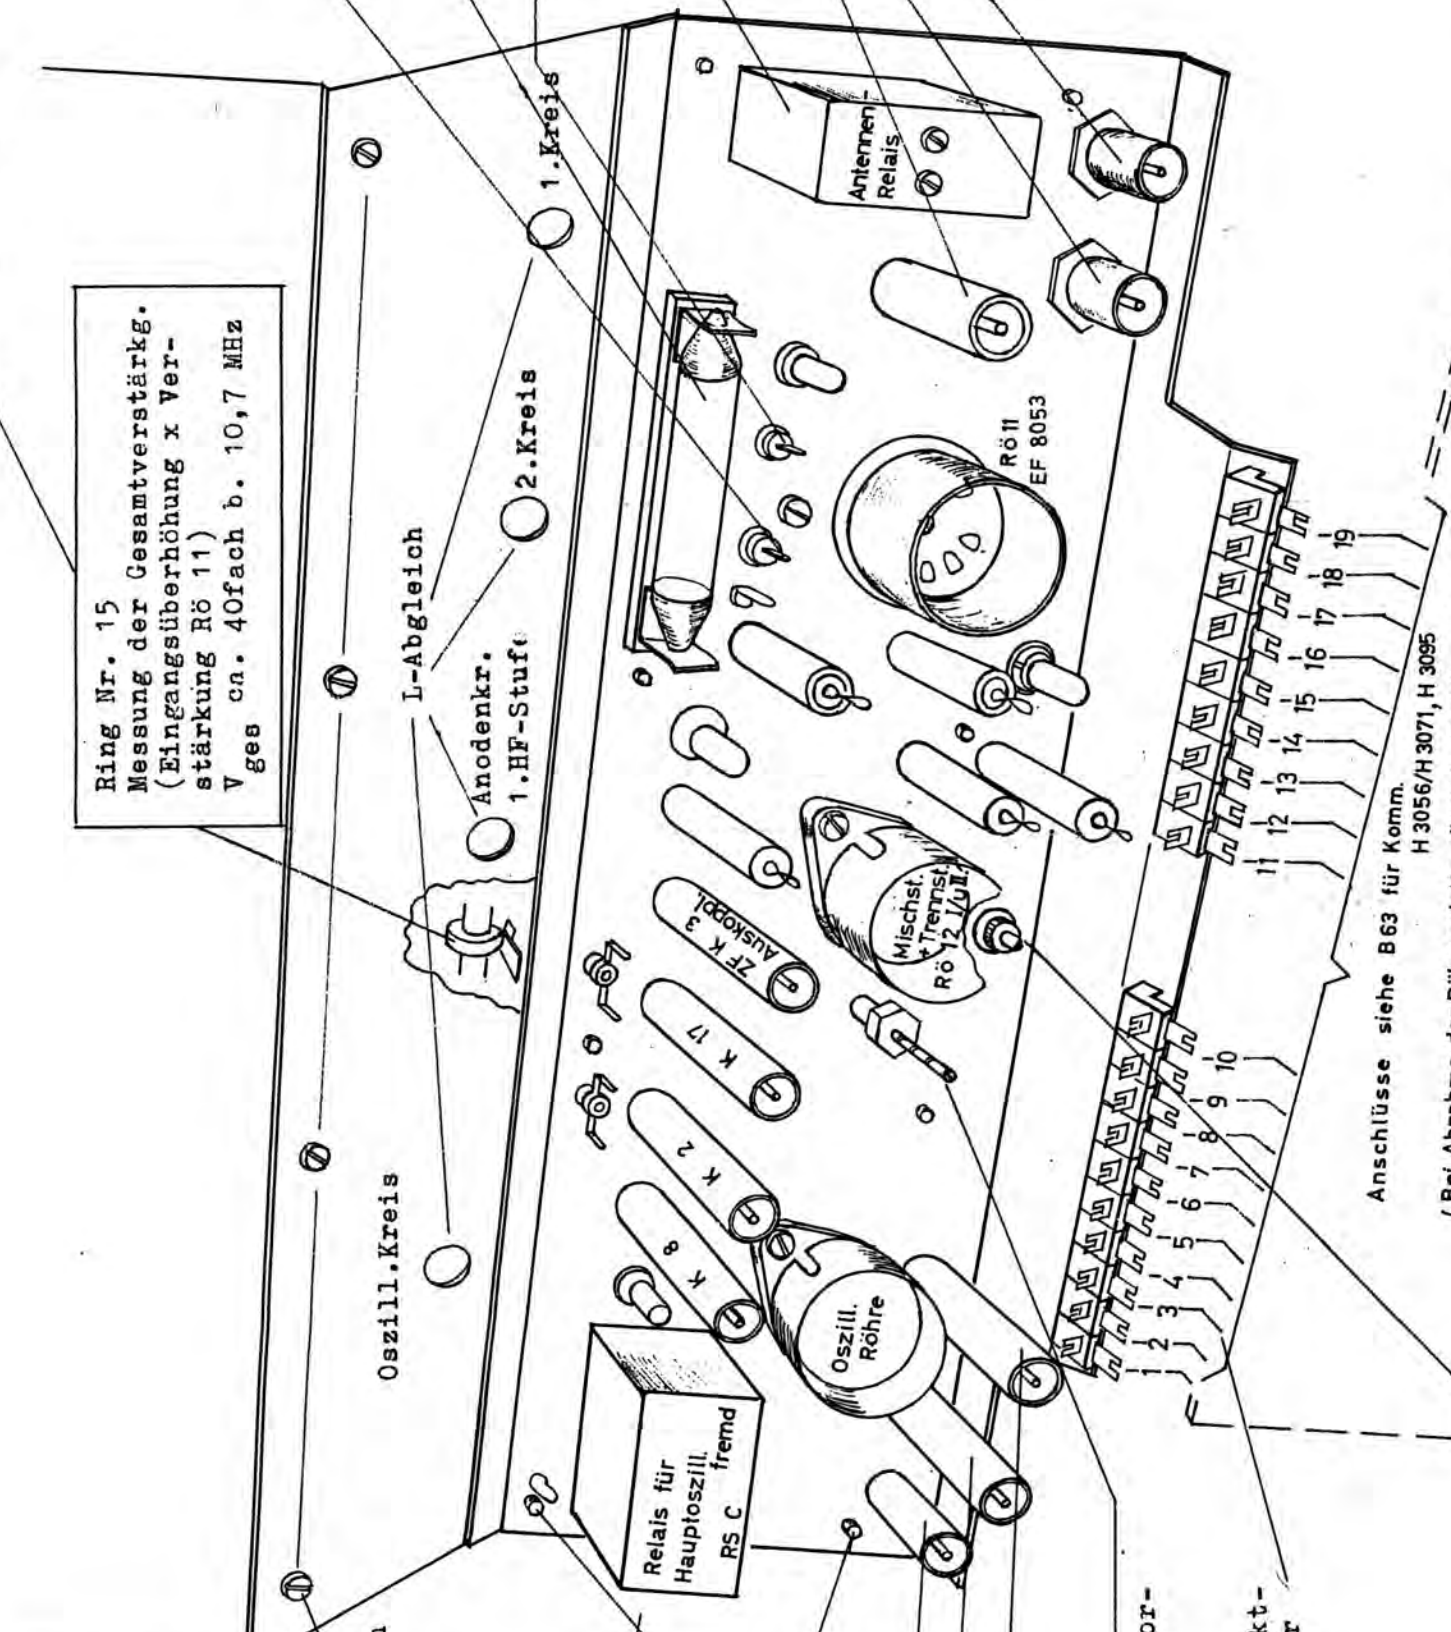 Ring Nr. 15
Messung der Gesamtverstärkg.
(Eingangsüberhöhung x Ver-
stärkung Rö 11)
V ges ca. 40fach b. 10,7 MHz
Oszill.Kreis
L-Abgleich
Anodenkr.
1.HF-Stufe
2.Kreis
1.Kreis
Relais für
Hauptoszill.
RS C fremd
K 8
K 2
K 17
ZF K 3
Auskoppl.
Oszill.
Röhre
Mischst.
+Trennst.
Rö 12 I/uII.
Rö 11
EF 8053
Antennen-
Relais
1 2 3 4 5 6 7 8 9 10
11 12 13 14 15 16 17 18 19
Anschlüsse siehe B63 für Komm.
H 3056/H 3071, H 3095
or-
kt-
r